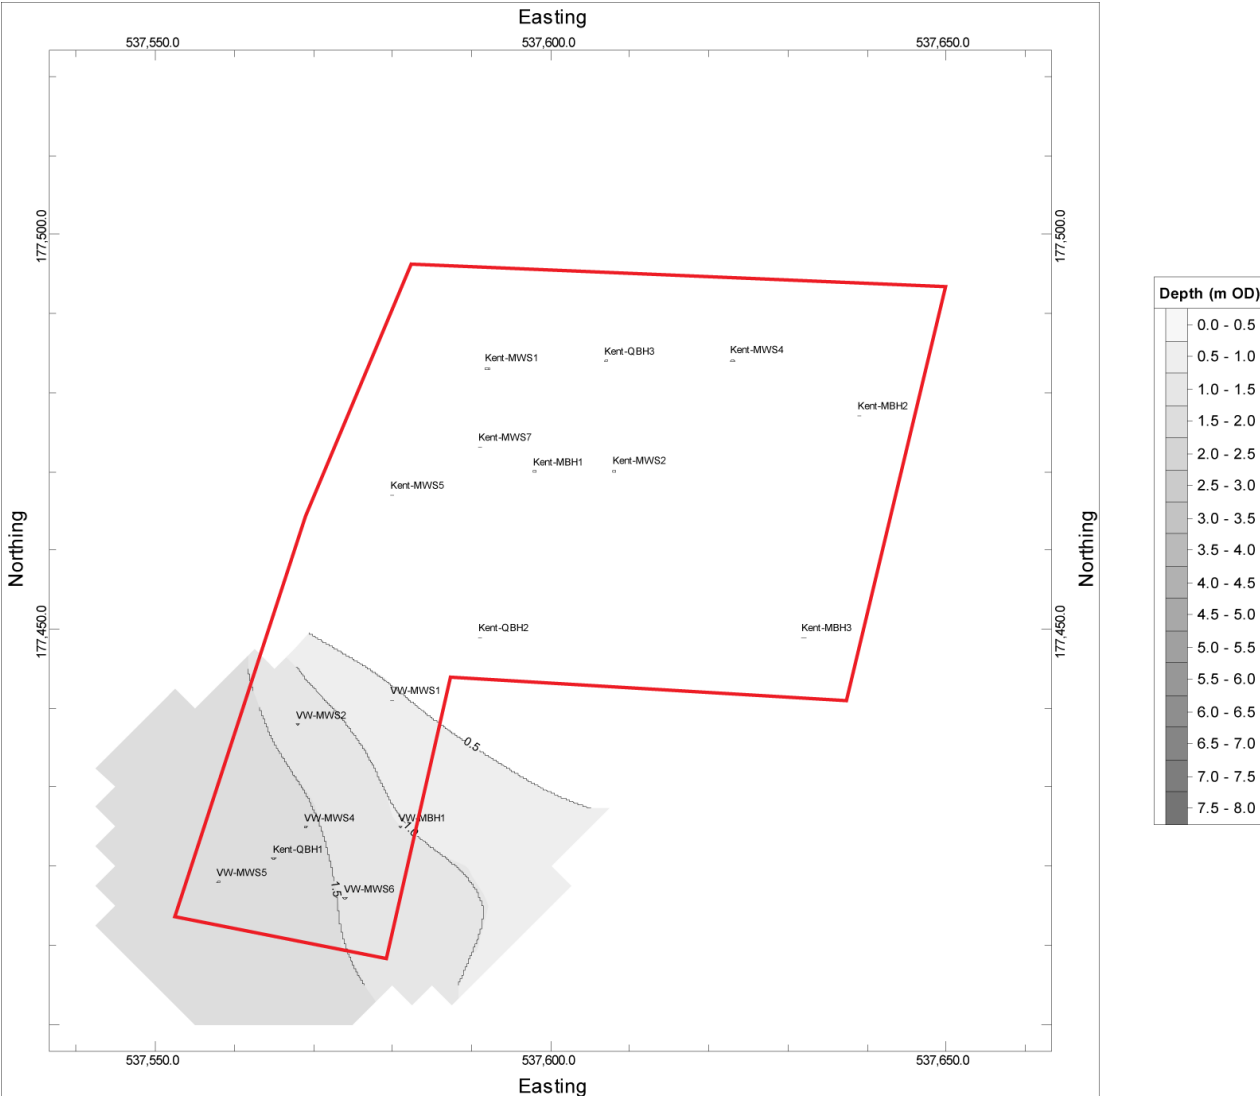 Easting
537,550.0 537,600.0 537,650.0
177,500.0 177,500.0
Kent-MWS1 Kent-QBH3 Kent-MWS4
Kent-MBH2
Kent-MWS7
Kent-MBH1 Kent-MWS2
Kent-MWS5
Northing Northing
177,450.0 177,450.0
Kent-QBH2 Kent-MBH3
VW-MWS1
VW-MWS2
0.5
VW-MWS4 VW-MBH1
1.0
Kent-QBH1
VW-MWS5
1.5 VW-MWS6
537,550.0 537,600.0 537,650.0
Easting
Depth (m OD)
0.0 - 0.5
0.5 - 1.0
1.0 - 1.5
1.5 - 2.0
2.0 - 2.5
2.5 - 3.0
3.0 - 3.5
3.5 - 4.0
4.0 - 4.5
4.5 - 5.0
5.0 - 5.5
5.5 - 6.0
6.0 - 6.5
6.5 - 7.0
7.0 - 7.5
7.5 - 8.0